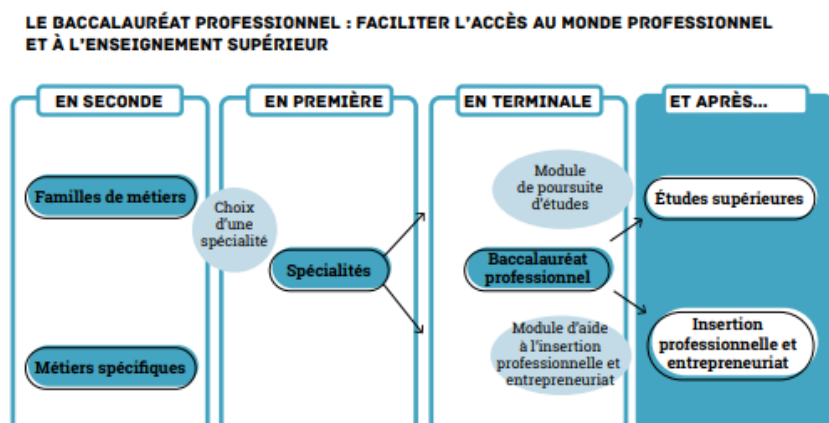 LE BACCALAURÉAT PROFESSIONNEL : FACILITER L'ACCÈS AU MONDE PROFESSIONNEL
ET À L'ENSEIGNEMENT SUPÉRIEUR
EN SECONDE
EN PREMIÈRE
EN TERMINALE
ET APRÈS...
Familles de métiers
Métiers spécifiques
Choix
d'une
spécialité
Spécialités
Module
de poursuite
d'études
Baccalauréat
professionnel
Module d'aide
à l'insertion
professionnelle et
entrepreneuriat
Études supérieures
Insertion
professionnelle et
entrepreneuriat